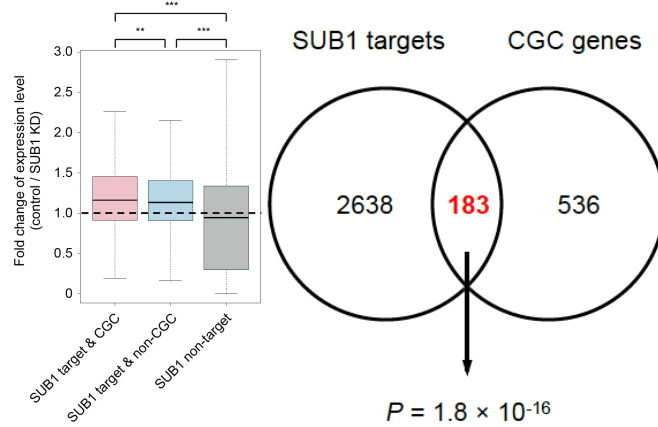 ***
**
***
Fold change of expression level
(control / SUB1 KD)
3.0
2.5
2.0
1.5
1.0
0.5
0
SUB1 target & CGC
SUB1 target & non-CGC
SUB1 non-target
SUB1 targets
CGC genes
2638
183
536
P = 1.8 × 10⁻¹⁶